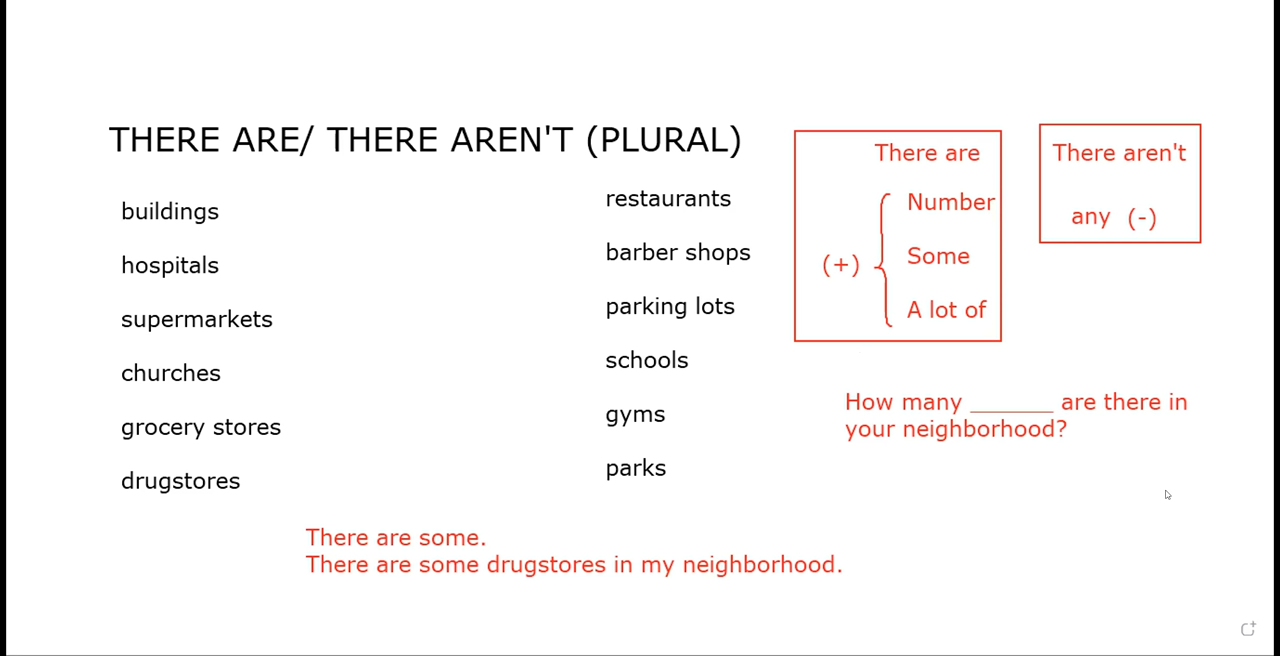 THERE ARE/ THERE AREN'T (PLURAL)
buildings
hospitals
supermarkets
churches
grocery stores
drugstores
restaurants
barber shops
parking lots
schools
gyms
parks
There are
(+)
Number
Some
A lot of
There aren't
any (-)
How many _______ are there in
your neighborhood?
There are some.
There are some drugstores in my neighborhood.